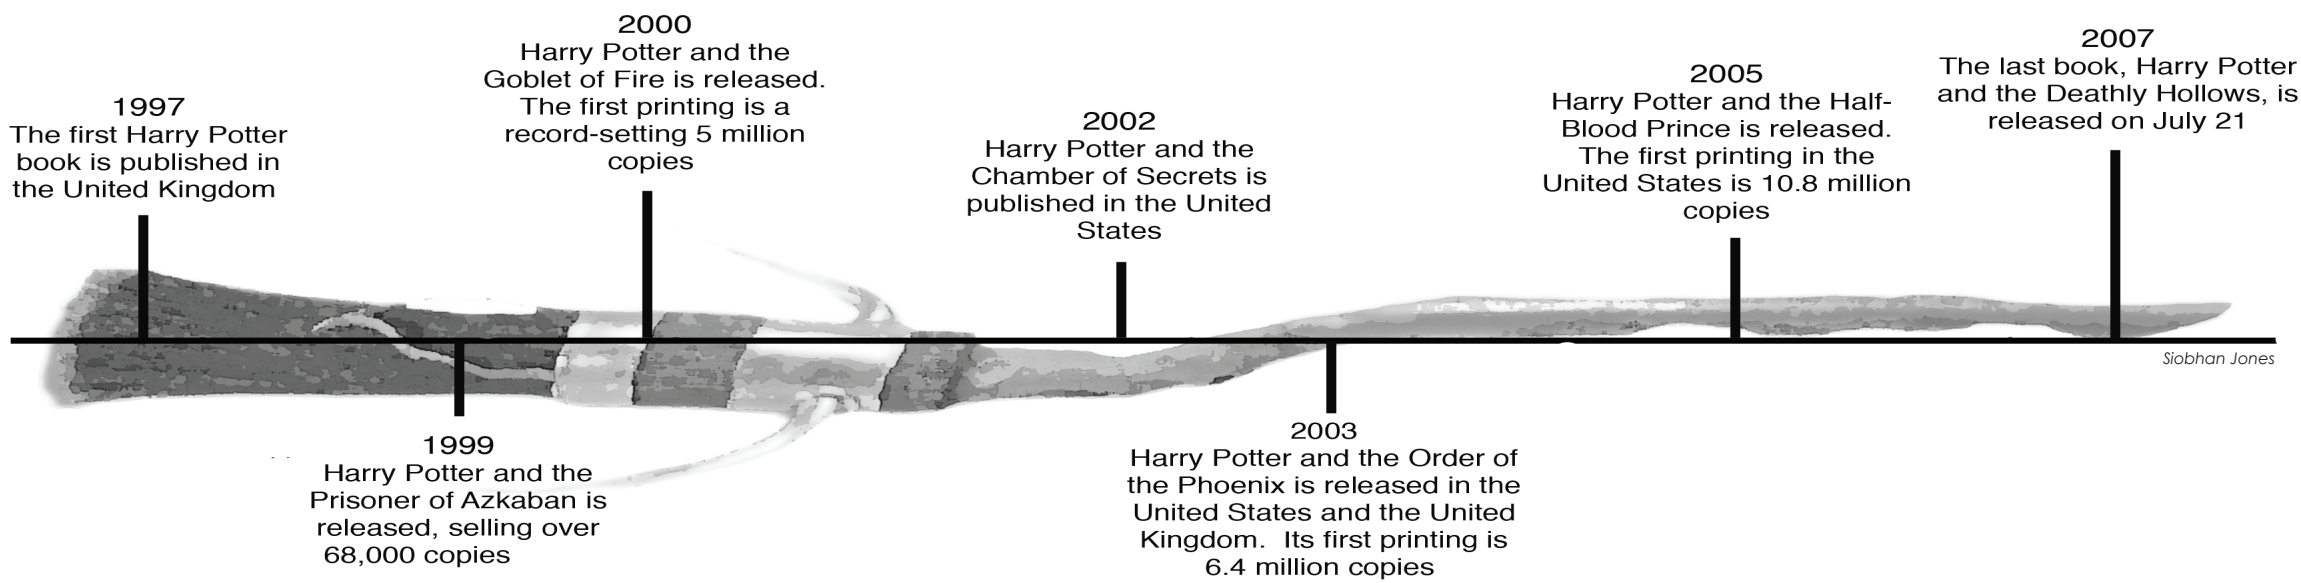 1997
The first Harry Potter
book is published in
the United Kingdom
1999
Harry Potter and the
Prisoner of Azkaban is
released, selling over
68,000 copies
2000
Harry Potter and the
Goblet of Fire is released.
The first printing is a
record-setting 5 million
copies
2002
Harry Potter and the
Chamber of Secrets is
published in the United
States
2003
Harry Potter and the Order of
the Phoenix is released in the
United States and the United
Kingdom.  Its first printing is
6.4 million copies
2005
Harry Potter and the Half-
Blood Prince is released.
The first printing in the
United States is 10.8 million
copies
2007
The last book, Harry Potter
and the Deathly Hollows, is
released on July 21
Siobhan Jones